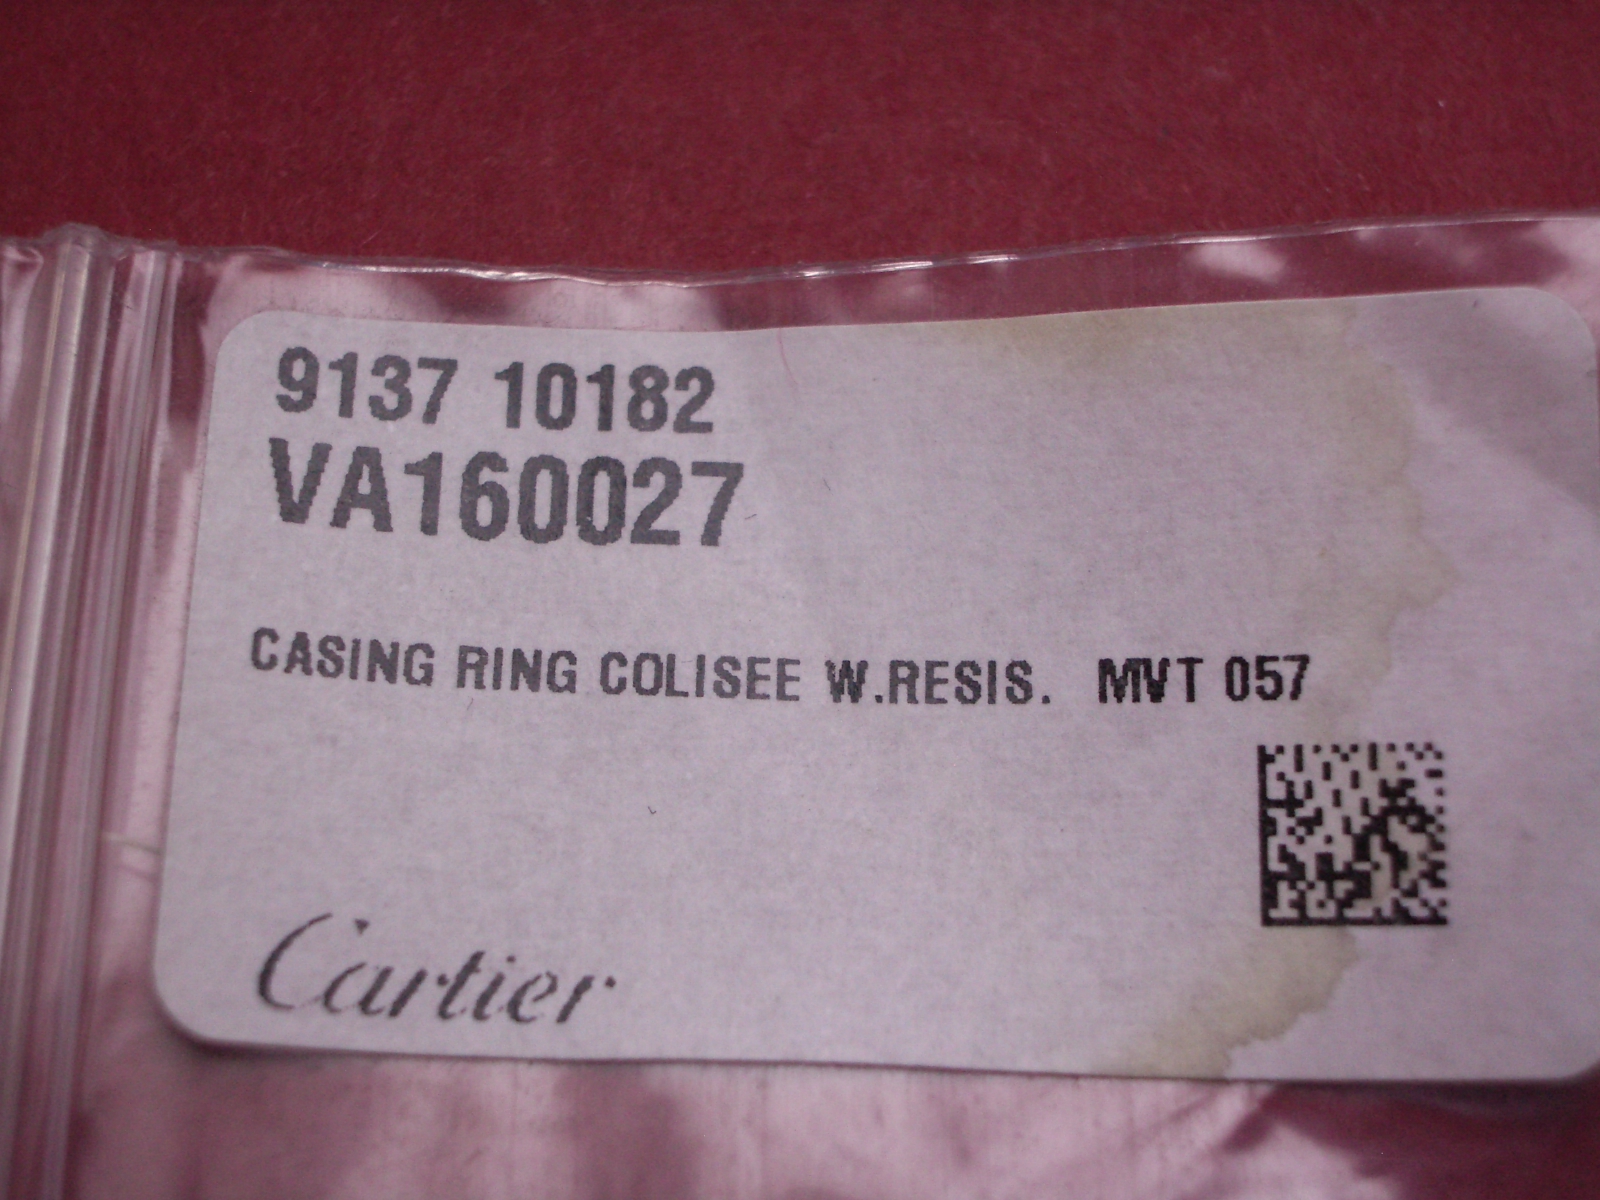 9137 10182
VA160027
CASING RING COLISEE W.RESIS. MVT 057
Cartier